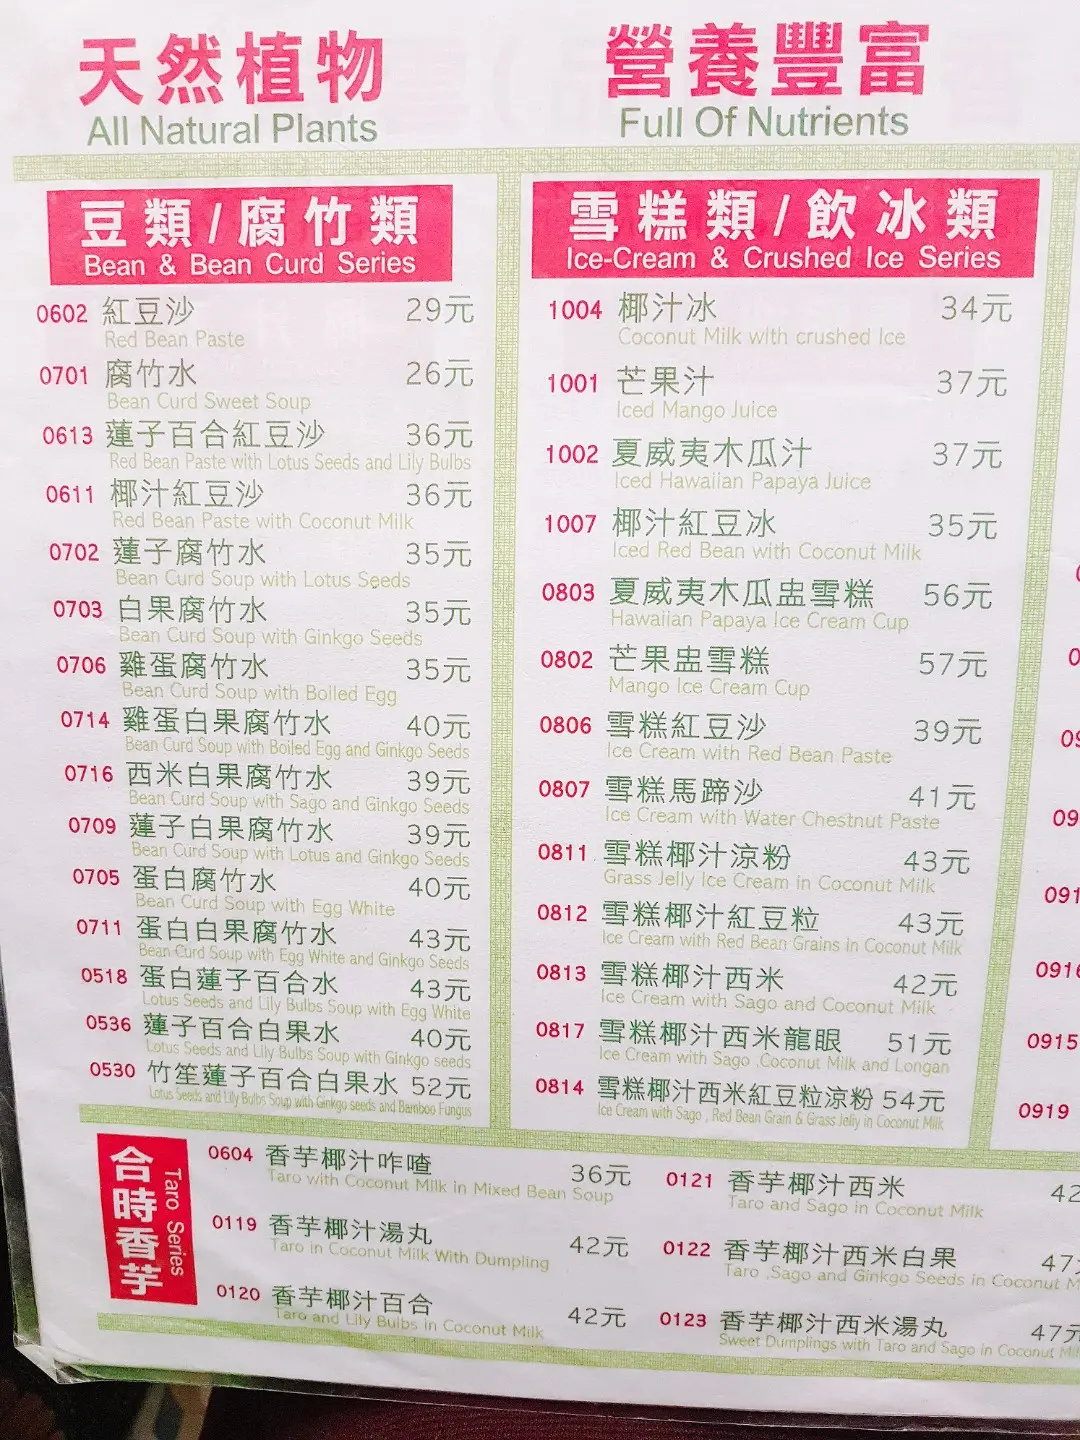 天然植物
All Natural Plants
營養豐富
Full Of Nutrients
豆類/腐竹類
Bean & Bean Curd Series
0602 紅豆沙 29元
Red Bean Paste
0701 腐竹水 26元
Bean Curd Sweet Soup
0613 蓮子百合紅豆沙 36元
Red Bean Paste with Lotus Seeds and Lily Bulbs
0611 椰汁紅豆沙 36元
Red Bean Paste with Coconut Milk
0702 蓮子腐竹水 35元
Bean Curd Soup with Lotus Seeds
0703 白果腐竹水 35元
Bean Curd Soup with Ginkgo Seeds
0706 雞蛋腐竹水 35元
Bean Curd Soup with Boiled Egg
0714 雞蛋白果腐竹水 40元
Bean Curd Soup with Boiled Egg and Ginkgo Seeds
0716 西米白果腐竹水 39元
Bean Curd Soup with Sago and Ginkgo Seeds
0709 蓮子白果腐竹水 39元
Bean Curd Soup with Lotus and Ginkgo Seeds
0705 蛋白腐竹水 40元
Bean Curd Soup with Egg White
0711 蛋白白果腐竹水 43元
Bean Curd Soup with Egg White and Ginkgo Seeds
0518 蛋白蓮子百合水 43元
Lotus Seeds and Lily Bulbs Soup with Egg White
0536 蓮子百合白果水 40元
Lotus Seeds and Lily Bulbs Soup with Ginkgo seeds
0530 竹笙蓮子百合白果水 52元
Lotus Seeds and Lily Bulbs Soup with Ginkgo seeds and Bamboo Fungus
雪糕類/飲冰類
Ice-Cream & Crushed Ice Series
1004 椰汁冰 34元
Coconut Milk with crushed Ice
1001 芒果汁 37元
Iced Mango Juice
1002 夏威夷木瓜汁 37元
Iced Hawaiian Papaya Juice
1007 椰汁紅豆冰 35元
Iced Red Bean with Coconut Milk
0803 夏威夷木瓜盅雪糕 56元
Hawaiian Papaya Ice Cream Cup
0802 芒果盅雪糕 57元
Mango Ice Cream Cup
0806 雪糕紅豆沙 39元
Ice Cream with Red Bean Paste
0807 雪糕馬蹄沙 41元
Ice Cream with Water Chestnut Paste
0811 雪糕椰汁涼粉 43元
Grass Jelly Ice Cream in Coconut Milk
0812 雪糕椰汁紅豆粒 43元
Ice Cream with Red Bean Grains in Coconut Milk
0813 雪糕椰汁西米 42元
Ice Cream with Sago and Coconut Milk
0817 雪糕椰汁西米龍眼 51元
Ice Cream with Sago ,Coconut Milk and Longan
0814 雪糕椰汁西米紅豆粒涼粉 54元
Ice Cream with Sago , Red Bean Grain & Grass Jelly in Coconut Milk
0916
0915
0919
合時香芋
Taro Series
0604 香芋椰汁咋喳 36元
Taro with Coconut Milk in Mixed Bean Soup
0119 香芋椰汁湯丸 42元
Taro in Coconut Milk With Dumpling
0120 香芋椰汁百合 42元
Taro and Lily Bulbs in Coconut Milk
0121 香芋椰汁西米 42
Taro and Sago in Coconut Milk
0122 香芋椰汁西米白果 47
Taro ,Sago and Ginkgo Seeds in Coconut M
0123 香芋椰汁西米湯丸 47元
Sweet Dumplings with Taro and Sago in Coconut Mil